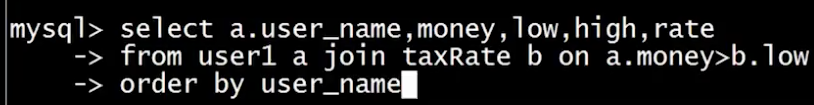 mysql> select a.user_name,money,low,high,rate
-> from user1 a join taxRate b on a.money>b.low
-> order by user_name